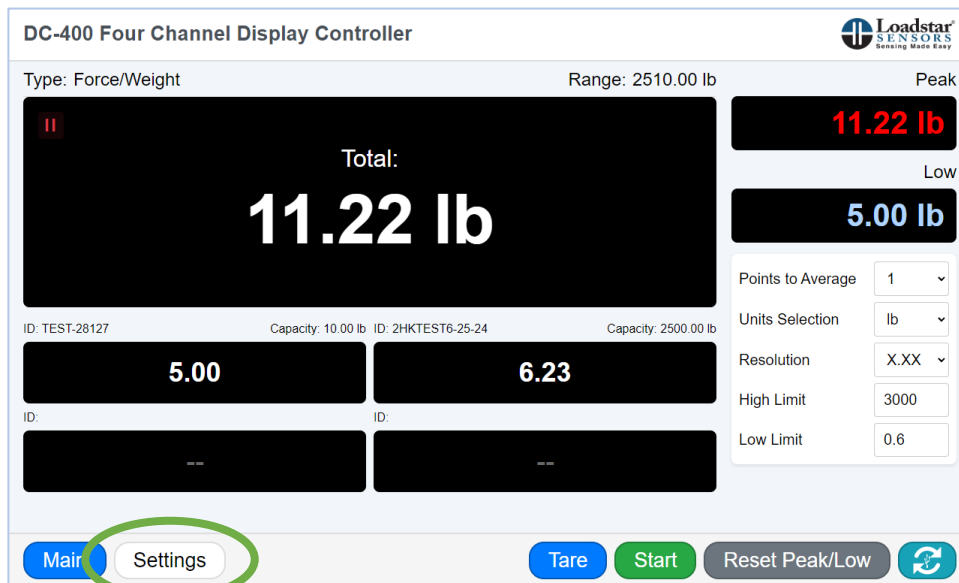 DC-400 Four Channel Display Controller
Loadstar
SENSORS
Sensing Made Easy
Type: Force/Weight
Range: 2510.00 lb
Peak
11.22 lb
Total:
11.22 lb
Low
5.00 lb
Points to Average
1
Units Selection
lb
Resolution
X.XX
High Limit
3000
Low Limit
0.6
ID: TEST-28127
Capacity: 10.00 lb
ID: 2HKTEST6-25-24
Capacity: 2500.00 lb
5.00
6.23
ID:
ID:
--
--
Main
Settings
Tare
Start
Reset Peak/Low